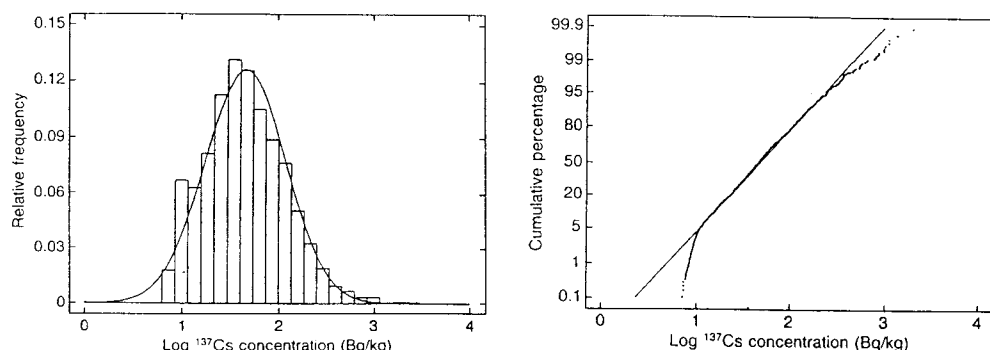 0.15
0.12
0.09
0.06
0.03
0
Relative frequency
0 1 2 3 4
Log ¹³⁷Cs concentration (Bq/kg)
99.9
99
95
80
50
20
5
1
0.1
Cumulative percentage
0 1 2 3 4
Log ¹³⁷Cs concentration (Bq/kg)